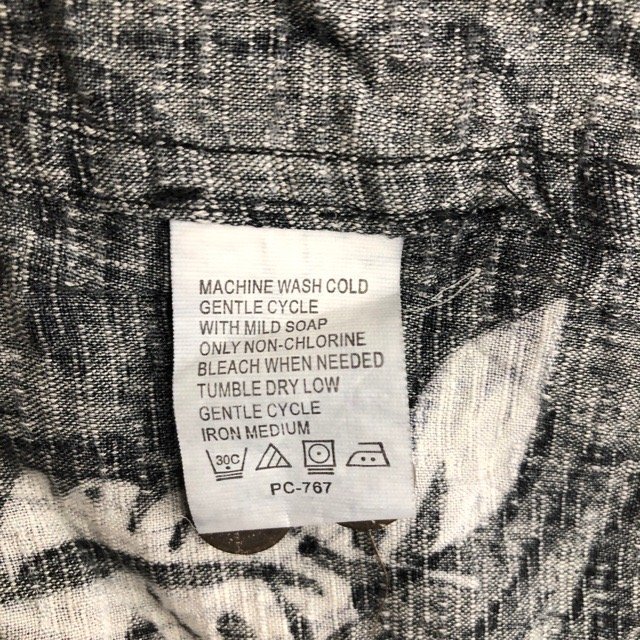 MACHINE WASH COLD
GENTLE CYCLE
WITH MILD SOAP
ONLY NON-CHLORINE
BLEACH WHEN NEEDED
TUMBLE DRY LOW
GENTLE CYCLE
IRON MEDIUM
30C
PC-767